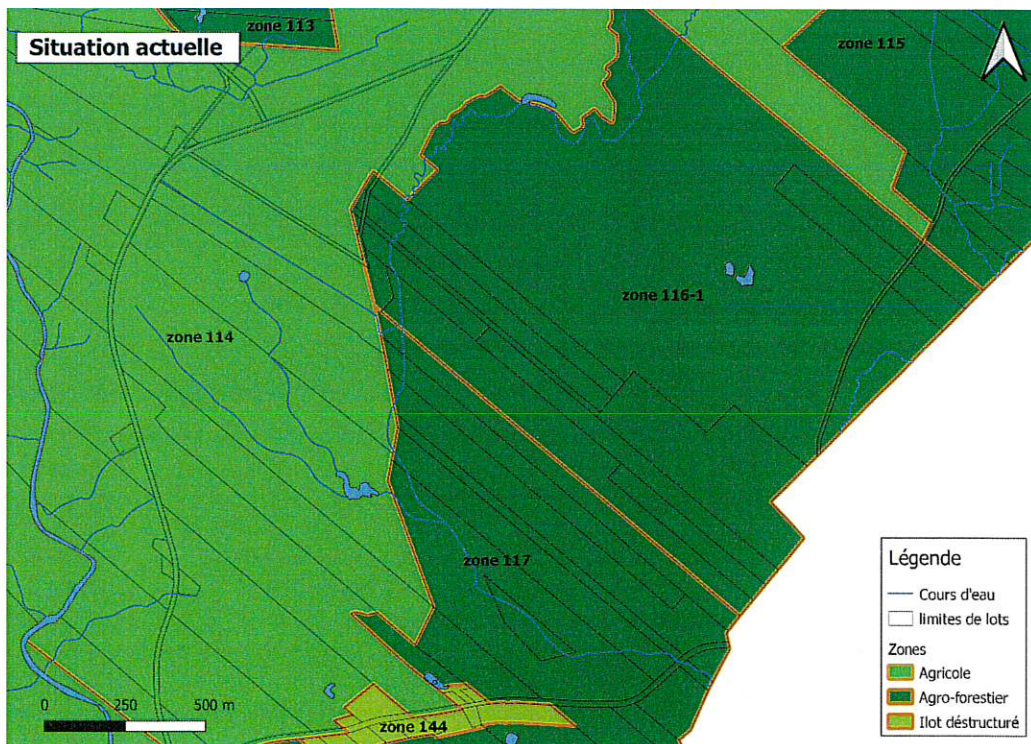 Situation actuelle
zone 113
zone 115
zone 116-1
zone 114
zone 117
zone 144
0 250 500 m
Légende
Cours d'eau
limites de lots
Zones
Agricole
Agro-forestier
Ilot déstructuré